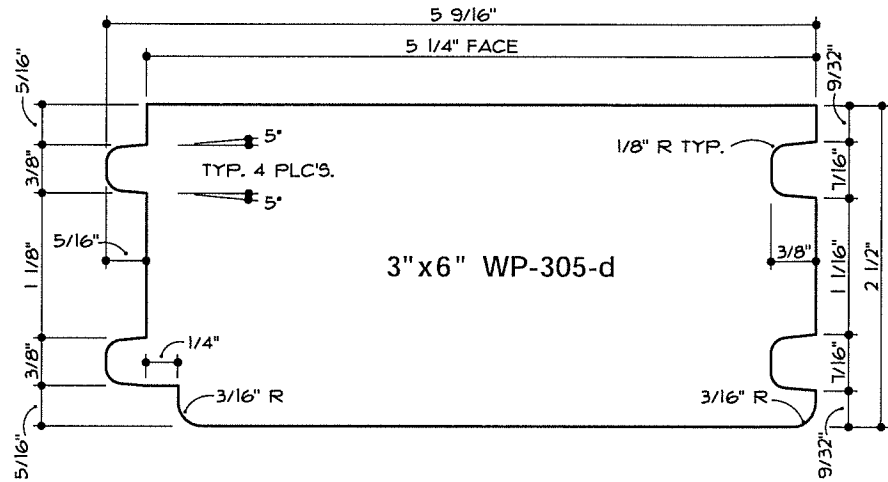 5 9/16"
5 1/4" FACE
5/16"
9/32"
5°
3/8"
TYP. 4 PLC'S.
1/8" R TYP.
7/16"
5°
5/16"
1 1/8"
3"x6" WP-305-d
3/8"
1 1/16"
2 1/2"
1/4"
3/8"
7/16"
3/16" R
3/16" R
5/16"
9/32"